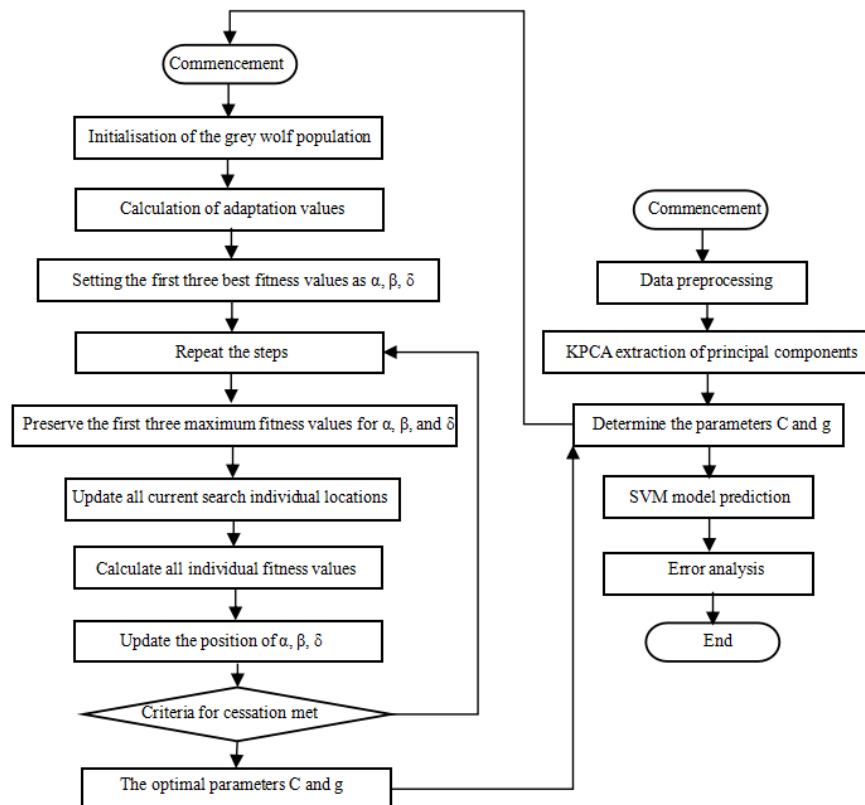 Commencement
Initialisation of the grey wolf population
Calculation of adaptation values
Setting the first three best fitness values as α, β, δ
Repeat the steps
Preserve the first three maximum fitness values for α, β, and δ
Update all current search individual locations
Calculate all individual fitness values
Update the position of α, β, δ
Criteria for cessation met
The optimal parameters C and g
Commencement
Data preprocessing
KPCA extraction of principal components
Determine the parameters C and g
SVM model prediction
Error analysis
End